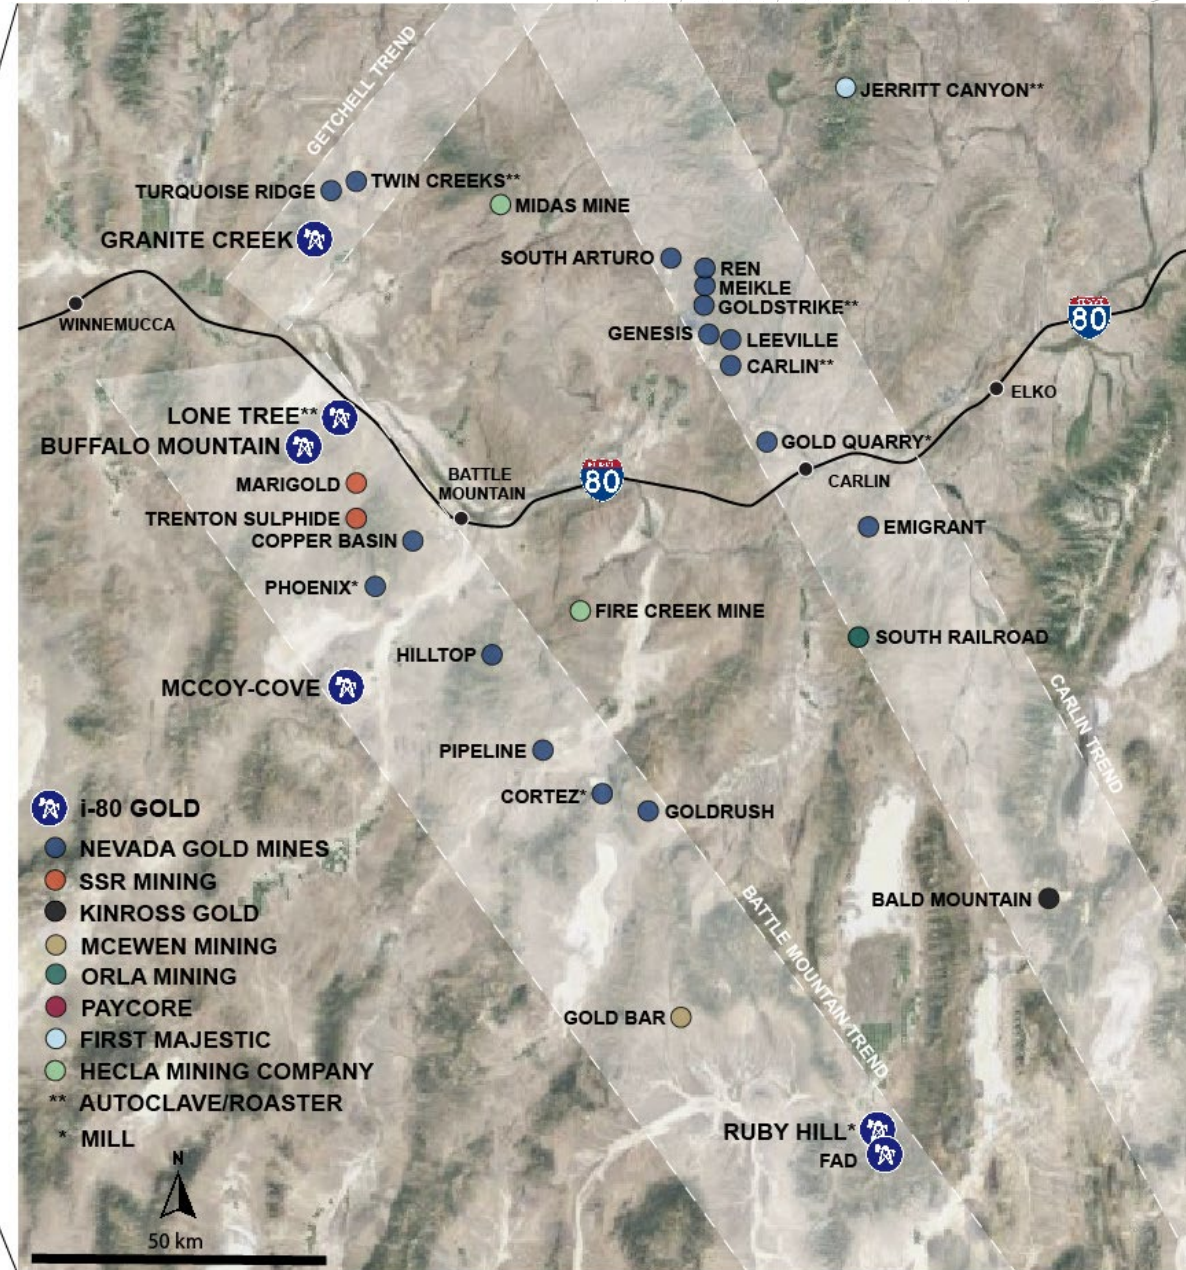 GETCHELL TREND
JERRITT CANYON**
TURQUOISE RIDGE
TWIN CREEKS**
MIDAS MINE
GRANITE CREEK
SOUTH ARTURO
REN
MEIKLE
GOLDSTRIKE**
WINNEMUCCA
GENESIS
LEEVILLE
80
CARLIN**
ELKO
LONE TREE**
BUFFALO MOUNTAIN
GOLD QUARRY*
BATTLE
MOUNTAIN
80
CARLIN
MARIGOLD
TRENTON SULPHIDE
COPPER BASIN
EMIGRANT
PHOENIX*
FIRE CREEK MINE
SOUTH RAILROAD
HILLTOP
MCCOY-COVE
CARLIN TREND
PIPELINE
CORTEZ*
GOLDRUSH
i-80 GOLD
NEVADA GOLD MINES
SSR MINING
KINROSS GOLD
MCEWEN MINING
ORLA MINING
PAYCORE
FIRST MAJESTIC
HECLA MINING COMPANY
** AUTOCLAVE/ROASTER
* MILL
BALD MOUNTAIN
BATTLE MOUNTAIN TREND
GOLD BAR
RUBY HILL*
FAD
N
50 km